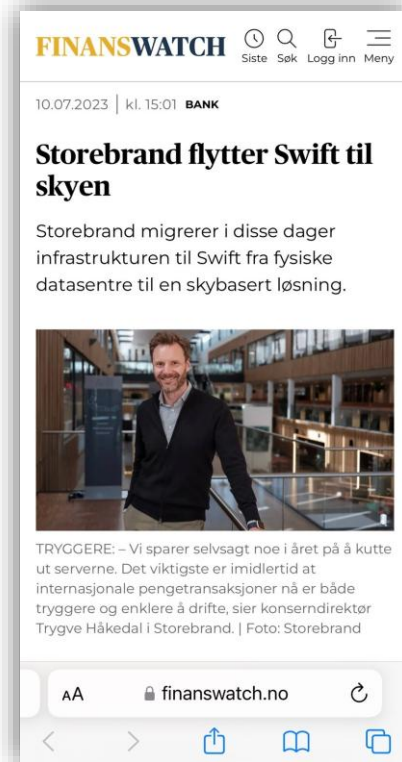 FINANSWATCH
Siste Søk Logg inn Meny
10.07.2023 | kl. 15:01 BANK
Storebrand flytter Swift til
skyen
Storebrand migrerer i disse dager
infrastrukturen til Swift fra fysiske
datasentre til en skybasert løsning.
TRYGGERE: – Vi sparer selvsagt noe i året på å kutte
ut serverne. Det viktigste er imidlertid at
internasjonale pengetransaksjoner nå er både
tryggere og enklere å drifte, sier konserndirektør
Trygve Håkedal i Storebrand. | Foto: Storebrand
AA finanswatch.no